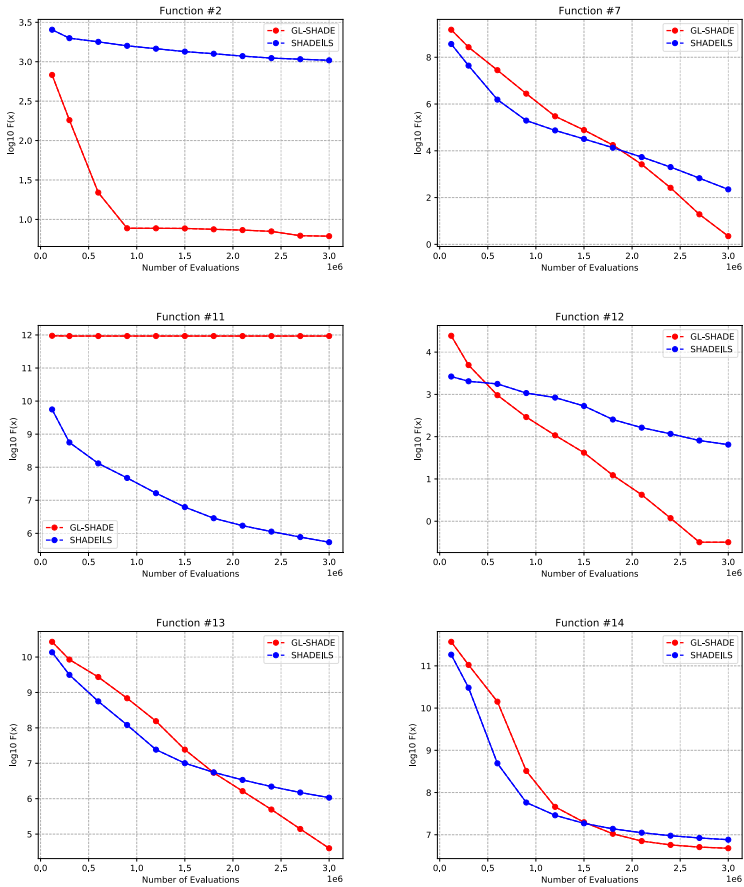 Function #2
GL-SHADE
SHADEILS
log10 F(x)
3.5
3.0
2.5
2.0
1.5
1.0
0.0
0.5
1.0
1.5
2.0
2.5
3.0
1e6
Number of Evaluations
Function #7
GL-SHADE
SHADEILS
log10 F(x)
8
6
4
2
0
0.0
0.5
1.0
1.5
2.0
2.5
3.0
1e6
Number of Evaluations
Function #11
log10 F(x)
12
11
10
9
8
7
6
GL-SHADE
SHADEILS
0.0
0.5
1.0
1.5
2.0
2.5
3.0
1e6
Number of Evaluations
Function #12
GL-SHADE
SHADEILS
log10 F(x)
4
3
2
1
0
0.0
0.5
1.0
1.5
2.0
2.5
3.0
1e6
Number of Evaluations
Function #13
GL-SHADE
SHADEILS
log10 F(x)
10
9
8
7
6
5
0.0
0.5
1.0
1.5
2.0
2.5
3.0
1e6
Number of Evaluations
Function #14
GL-SHADE
SHADEILS
log10 F(x)
11
10
9
8
7
0.0
0.5
1.0
1.5
2.0
2.5
3.0
1e6
Number of Evaluations